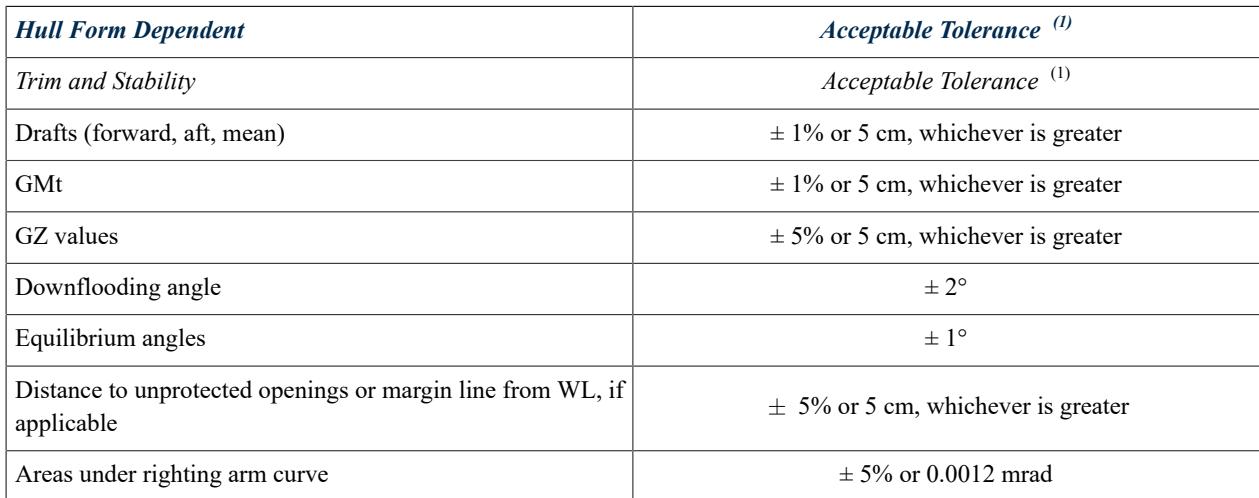 Hull Form Dependent Acceptable Tolerance (1)
Trim and Stability Acceptable Tolerance (1)
Drafts (forward, aft, mean) ± 1% or 5 cm, whichever is greater
GMt ± 1% or 5 cm, whichever is greater
GZ values ± 5% or 5 cm, whichever is greater
Downflooding angle ± 2°
Equilibrium angles ± 1°
Distance to unprotected openings or margin line from WL, if
applicable ± 5% or 5 cm, whichever is greater
Areas under righting arm curve ± 5% or 0.0012 mrad